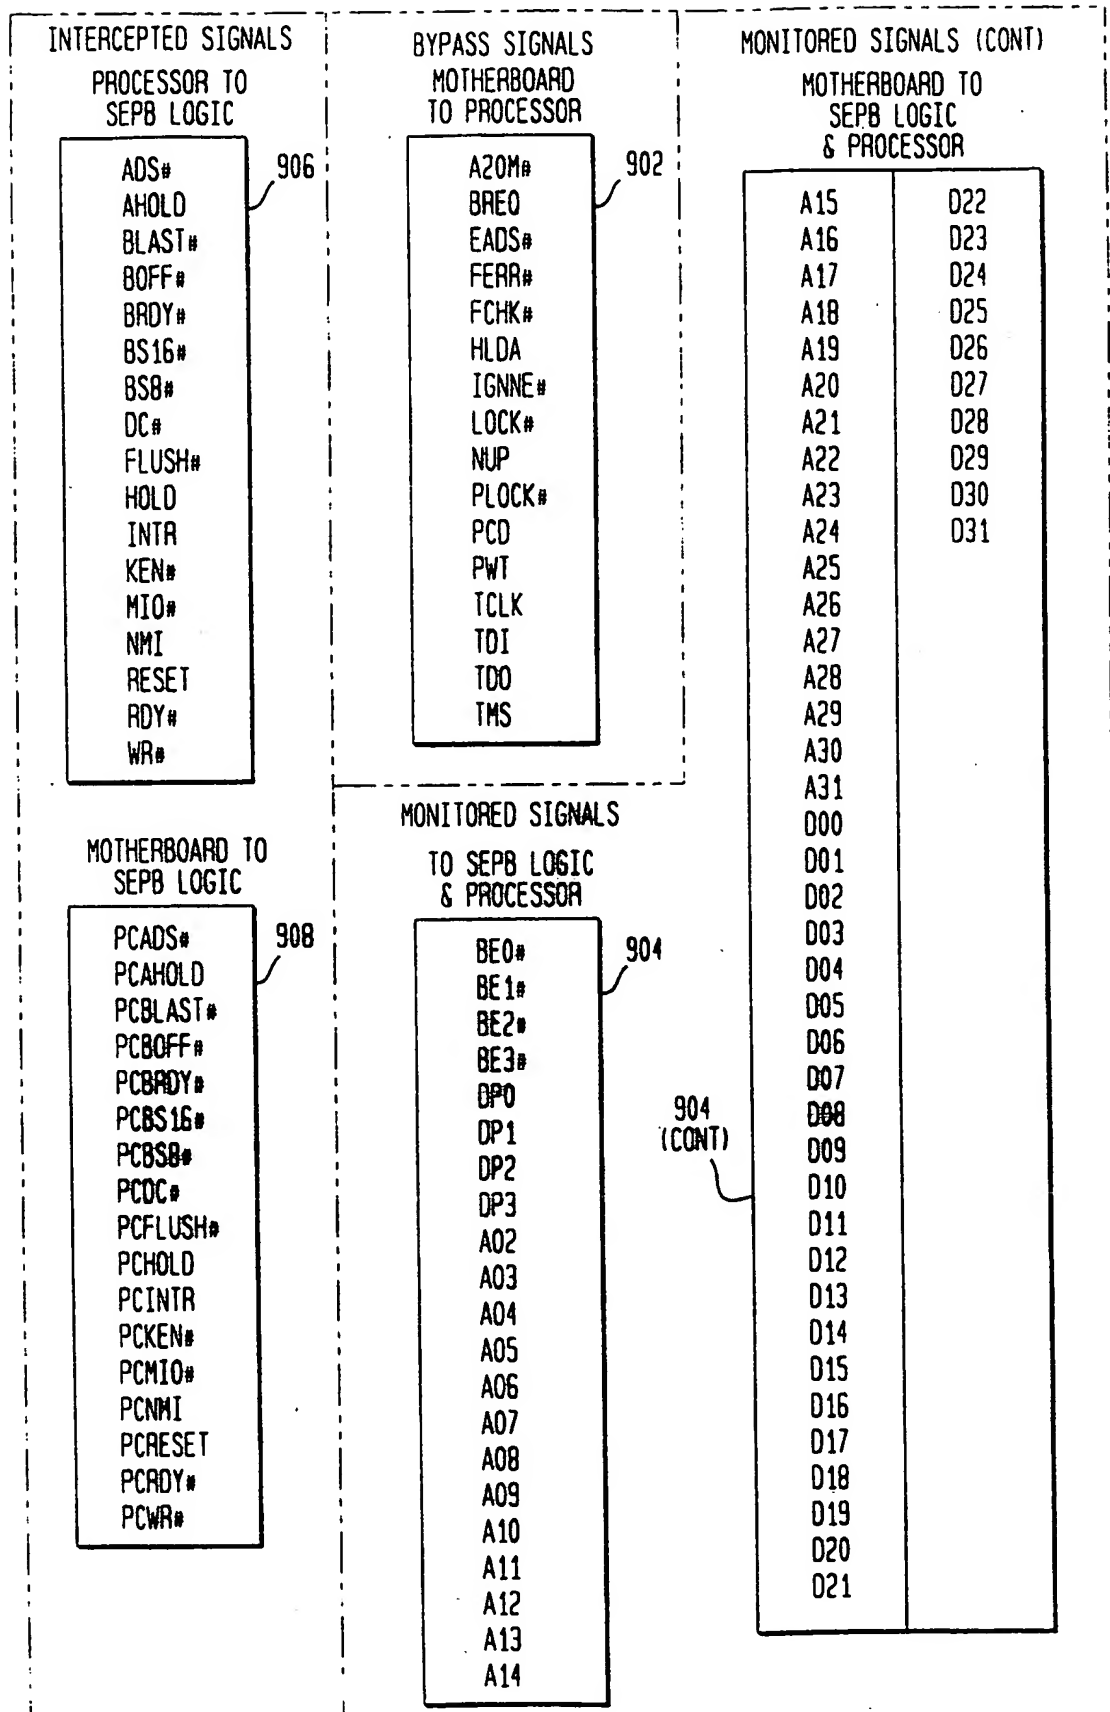 INTERCEPTED SIGNALS
PROCESSOR TO
SEPB LOGIC
906
ADS#
AHOLD
BLAST#
BOFF#
BRDY#
BS16#
BS8#
DC#
FLUSH#
HOLD
INTR
KEN#
MIO#
NMI
RESET
RDY#
WR#
MOTHERBOARD TO
SEPB LOGIC
908
PCADS#
PCAHOLD
PCBLAST#
PCBOFF#
PCBRDY#
PCBS16#
PCBS8#
PCDC#
PCFLUSH#
PCHOLD
PCINTR
PCKEN#
PCMIO#
PCNMI
PCRESET
PCRDY#
PCWR#
BYPASS SIGNALS
MOTHERBOARD
TO PROCESSOR
902
A20M#
BREQ
EADS#
FERR#
FCHK#
HLDA
IGNNE#
LOCK#
NUP
PLOCK#
PCD
PWT
TCLK
TDI
TDO
TMS
MONITORED SIGNALS
TO SEPB LOGIC
& PROCESSOR
904
BE0#
BE1#
BE2#
BE3#
DP0
DP1
DP2
DP3
A02
A03
A04
A05
A06
A07
A08
A09
A10
A11
A12
A13
A14
MONITORED SIGNALS (CONT)
MOTHERBOARD TO
SEPB LOGIC
& PROCESSOR
904
(CONT)
A15
A16
A17
A18
A19
A20
A21
A22
A23
A24
A25
A26
A27
A28
A29
A30
A31
D00
D01
D02
D03
D04
D05
D06
D07
D08
D09
D10
D11
D12
D13
D14
D15
D16
D17
D18
D19
D20
D21
D22
D23
D24
D25
D26
D27
D28
D29
D30
D31